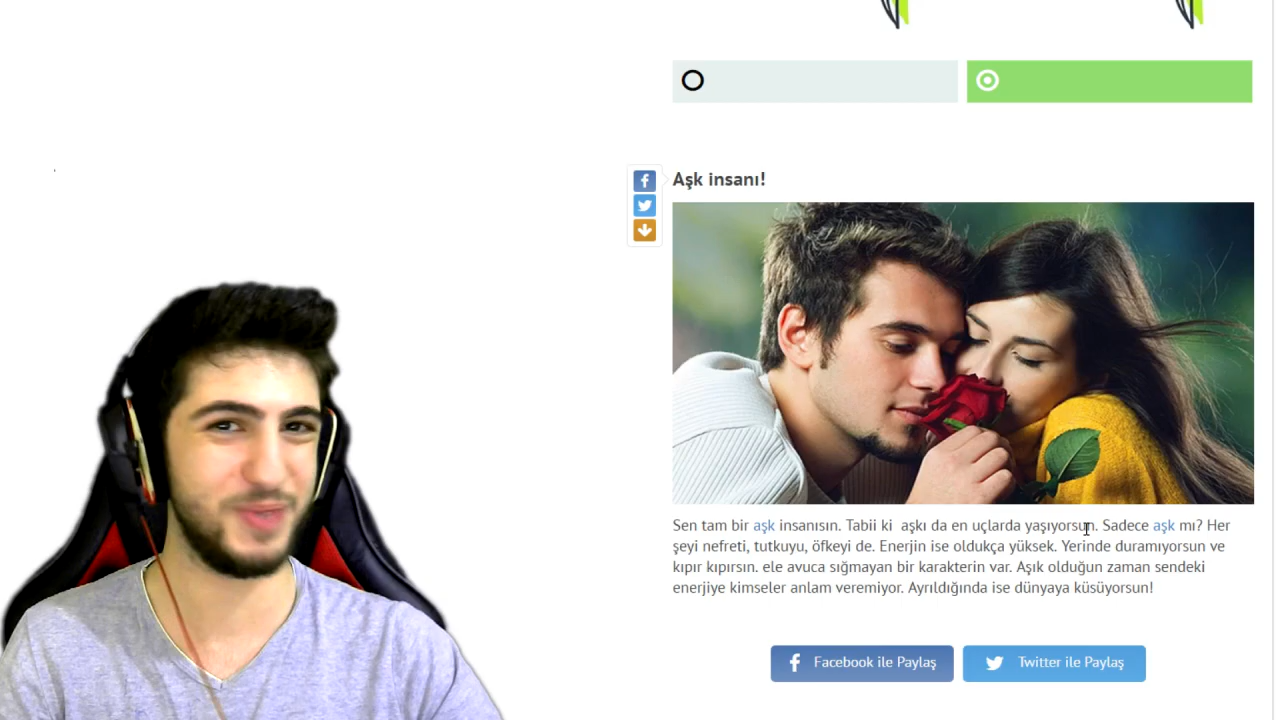 Aşk insanı!
Sen tam bir aşk insanısın. Tabii ki aşkı da en uçlarda yaşıyorsun. Sadece aşk mı? Her
şeyi nefreti, tutkuyu, öfkeyi de. Enerjin ise oldukça yüksek. Yerinde duramıyorsun ve
kıpır kıpırsın. ele avuca sığmayan bir karakterin var. Aşık olduğun zaman sendeki
enerjiye kimseler anlam veremiyor. Ayrıldığında ise dünyaya küsüyorsun!
Facebook ile Paylaş
Twitter ile Paylaş